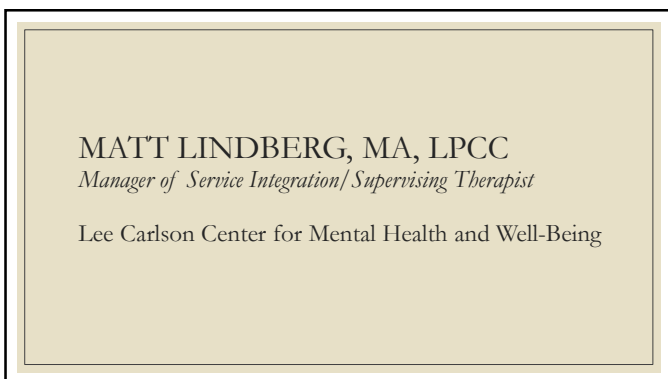 MATT LINDBERG, MA, LPCC
Manager of Service Integration/Supervising Therapist
Lee Carlson Center for Mental Health and Well-Being